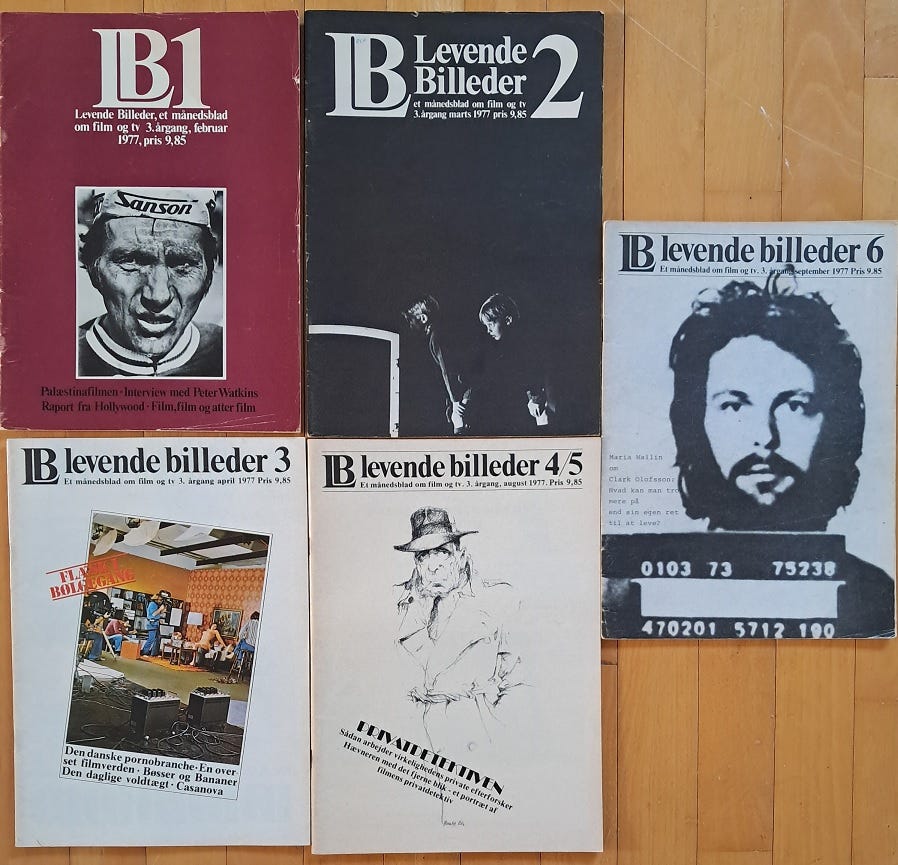 LB1
Levende Billeder, et månedsblad
om film og tv 3. årgang, februar
1977, pris 9,85
Sanson
Palæstinafilmen · Interview med Peter Watkins
Raport fra Hollywood · Film, film og atter film
LB Levende
Billeder 2
et månedsblad om film og tv
3. årgang marts 1977 pris 9,85
LB levende billeder 6
Et månedsblad om film og tv. 3. årgang, september 1977 Pris 9.85
Maria Wallin
om
Clark Olofsson:
Hvad kan man tro
mere på
end sin egen ret
til at leve?
0103 73 75238
470201 5712 190
LB levende billeder 3
Et månedsblad om film og tv 3. årgang april 1977 Pris 9,85
BØLGEGANG
Den danske pornobranche · En over-
set filmverden · Bøsser og Bananer
Den daglige voldtægt · Casanova
LB levende billeder 4/5
Et månedsblad om film og tv. 3. årgang, august 1977. Pris 9,85
PRIVATDETEKTIVEN
Sådan arbejder virkelighedens private efterforsker
Hævneren med det fjerne blik - et portræt af
filmens privatdetektiv